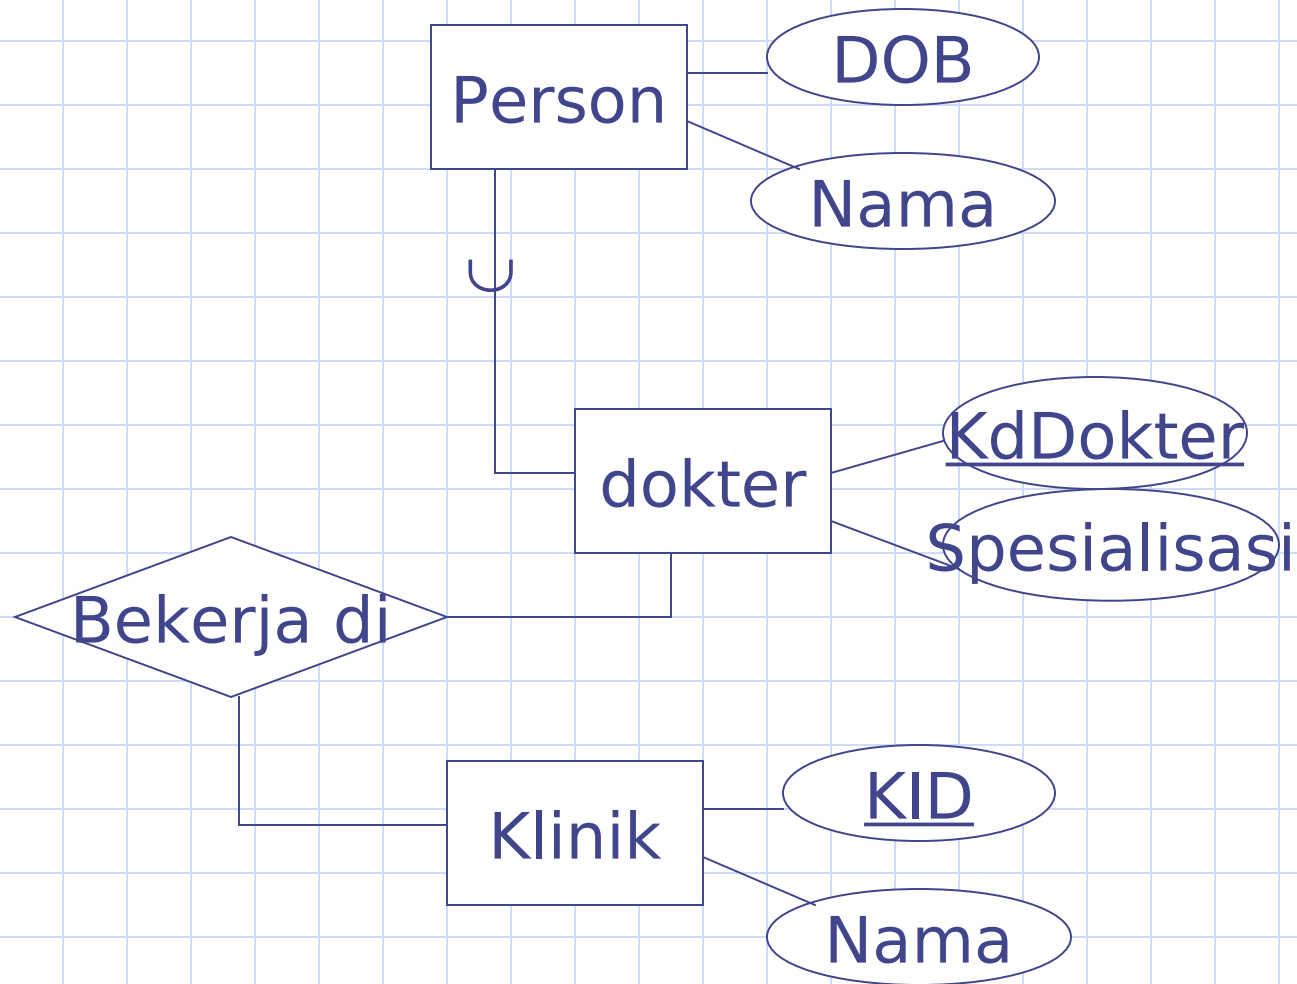 DOB
Person
Nama
KdDokter
dokter
Spesialisasi
Bekerja di
KID
Klinik
Nama